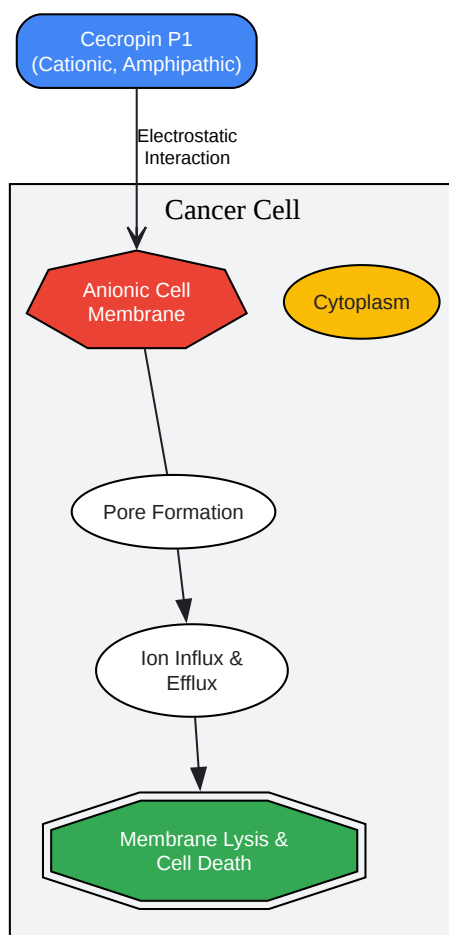 Cecropin P1
(Cationic, Amphipathic)
Electrostatic
Interaction
Cancer Cell
Anionic Cell
Membrane
Cytoplasm
Pore Formation
Ion Influx &
Efflux
Membrane Lysis &
Cell Death